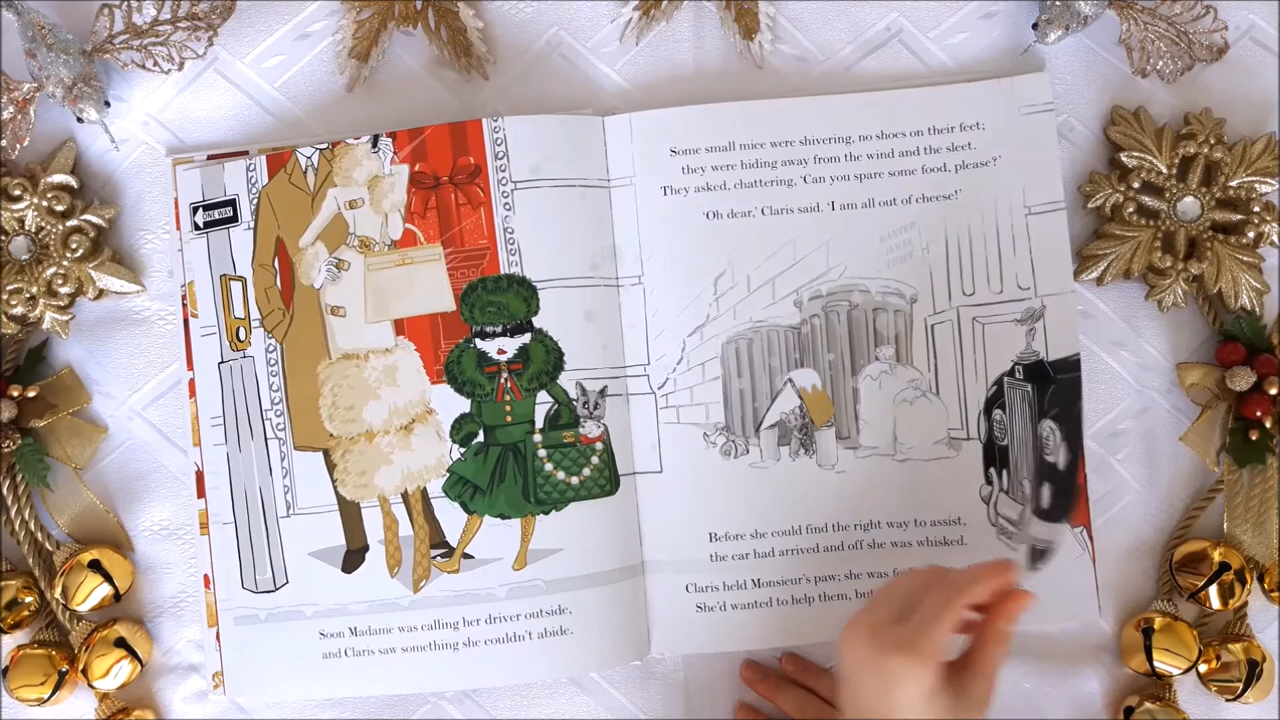 ONE WAY
Soon Madame was calling her driver outside,
and Claris saw something she couldn't abide.
Some small mice were shivering, no shoes on their feet;
they were hiding away from the wind and the sleet.
They asked, chattering, 'Can you spare some food, please?'
'Oh dear,' Claris said. 'I am all out of cheese!'
WANTED
JEWEL
THIEF
Before she could find the right way to assist,
the car had arrived and off she was whisked.
Claris held Monsieur's paw; she was
She'd wanted to help them, but